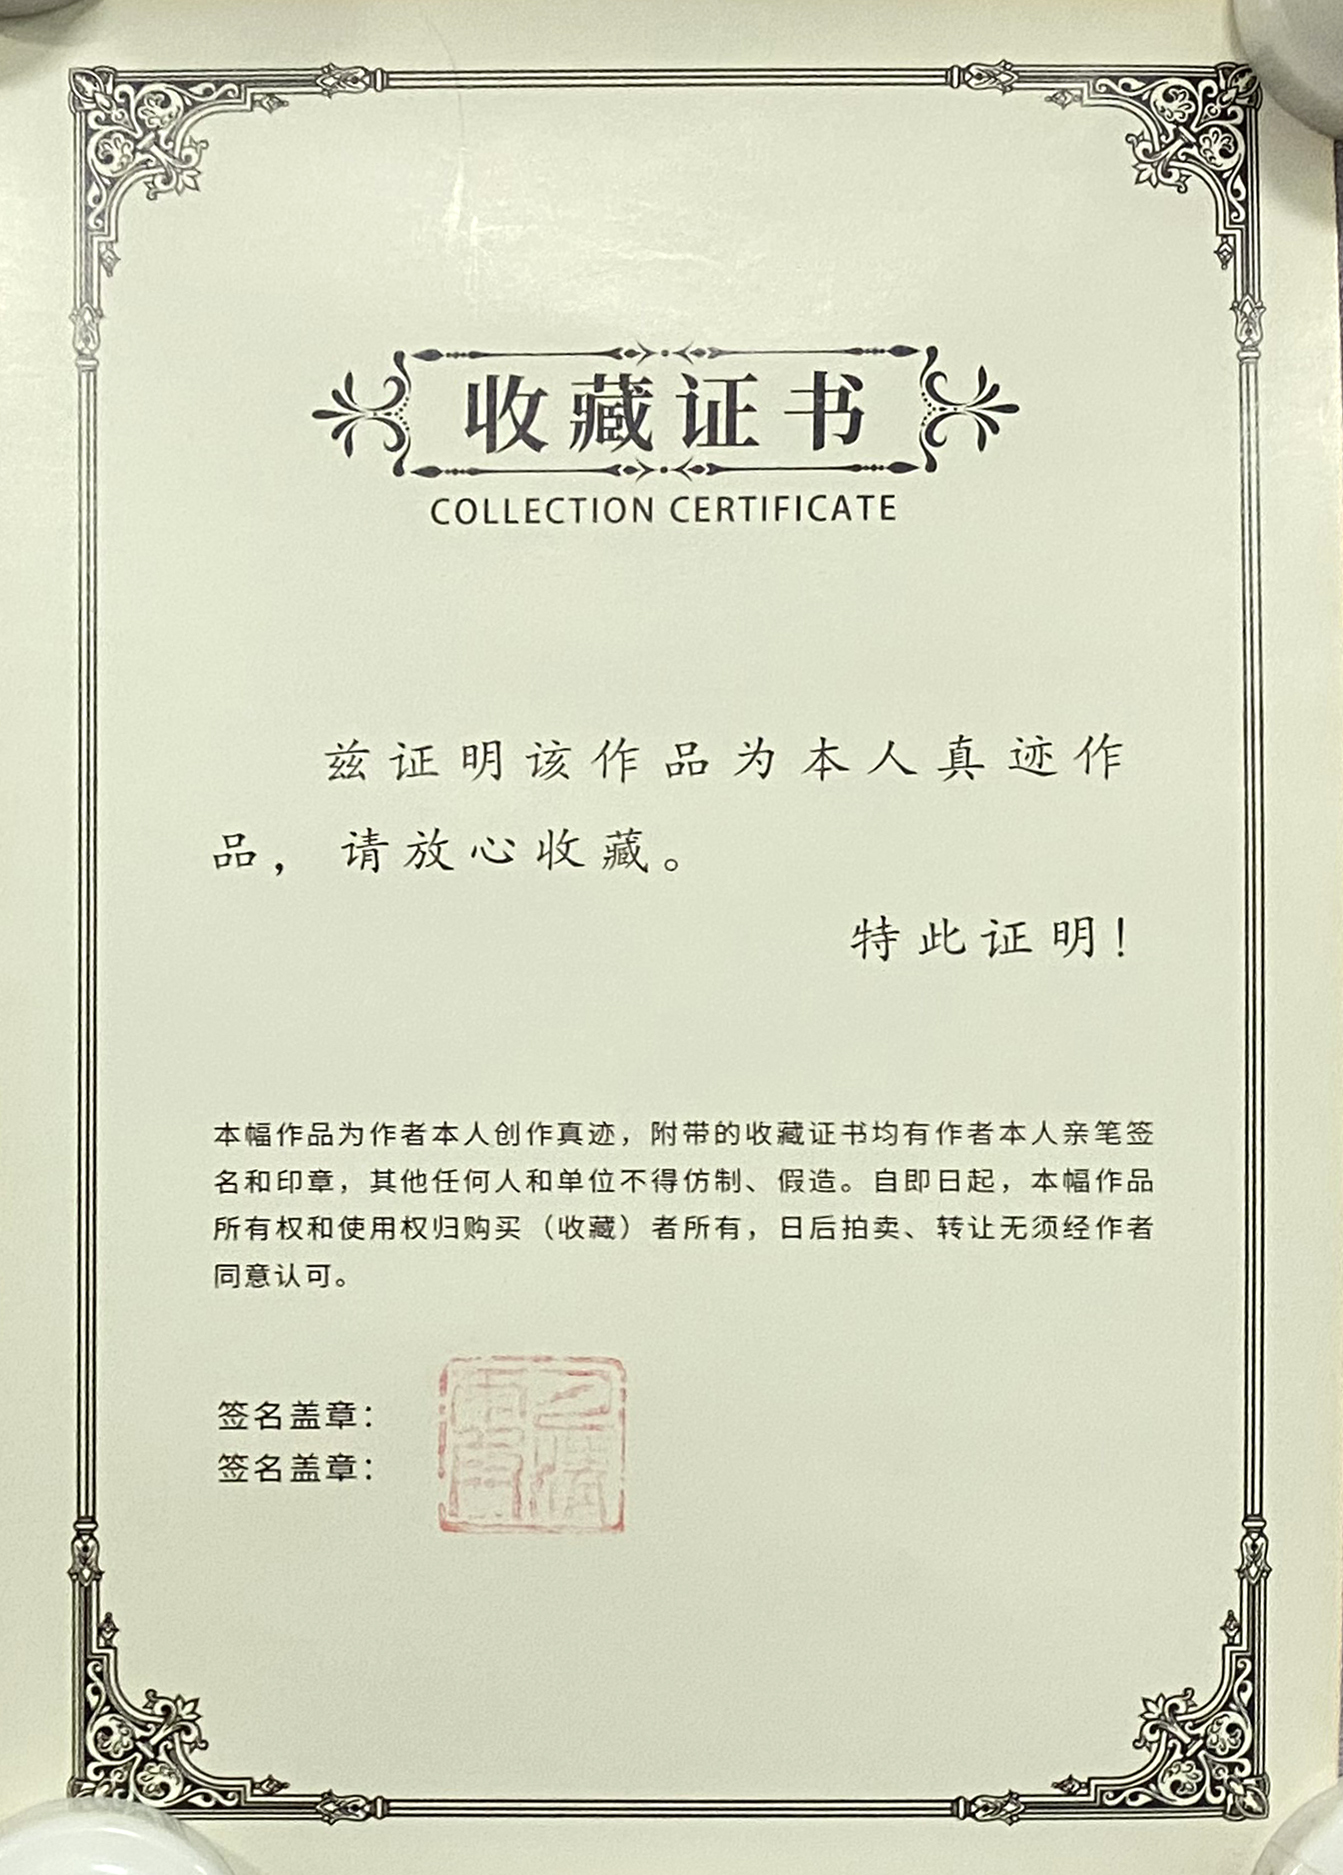 收藏证书
COLLECTION CERTIFICATE
兹证明该作品为本人真迹作
品，请放心收藏。
特此证明！
本幅作品为作者本人创作真迹，附带的收藏证书均有作者本人亲笔签
名和印章，其他任何人和单位不得仿制、假造。自即日起，本幅作品
所有权和使用权归购买（收藏）者所有，日后拍卖、转让无须经作者
同意认可。
签名盖章：
签名盖章：